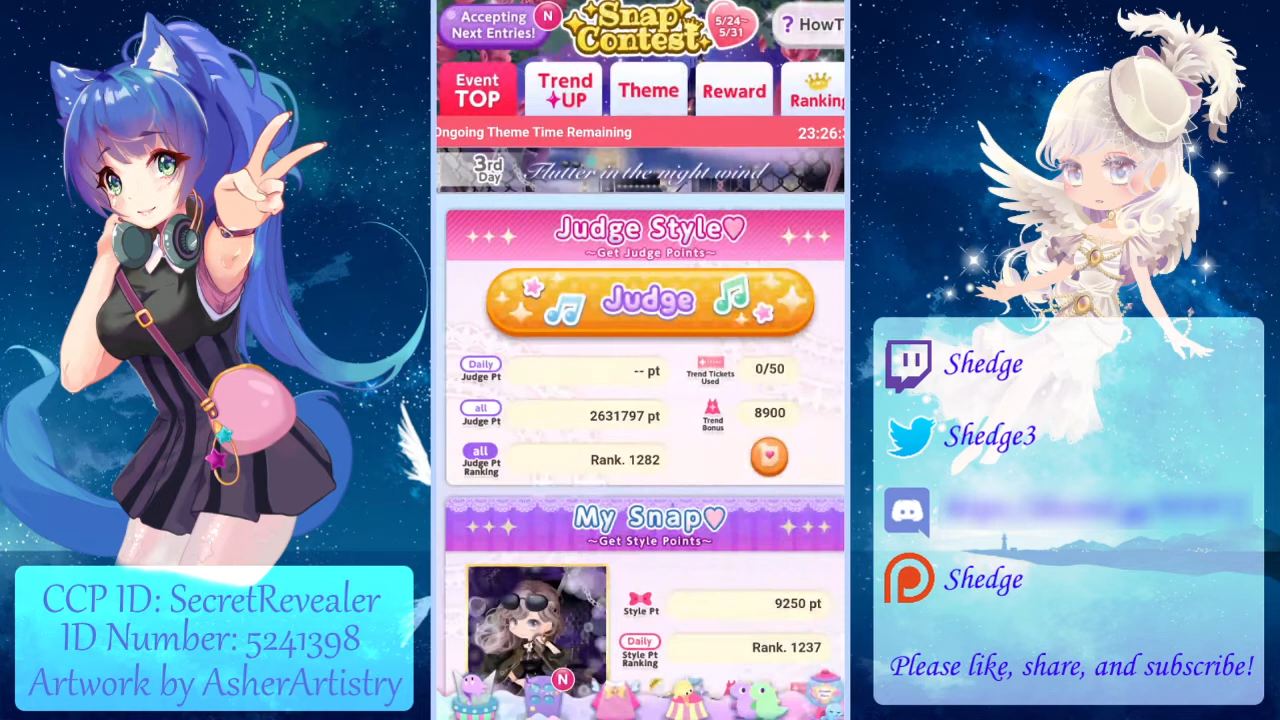 Accepting
Next Entries!
N
Snap
Contest
5/24~
5/31
? HowT
Event
TOP
Trend
UP
Theme
Reward
Ranking
Ongoing Theme Time Remaining
23:26:
3rd
Day
Flutter in the night wind
Judge Style
~Get Judge Points~
Judge
Daily
Judge Pt
-- pt
Trend Tickets
Used
0/50
all
Judge Pt
2631797 pt
Trend
Bonus
8900
all
Judge Pt
Ranking
Rank. 1282
My Snap
~Get Style Points~
Style Pt
9250 pt
Daily
Style Pt
Ranking
Rank. 1237
N
CCP ID: SecretRevealer
ID Number: 5241398
Artwork by AsherArtistry
Shedge
Shedge3
Shedge
Please like, share, and subscribe!